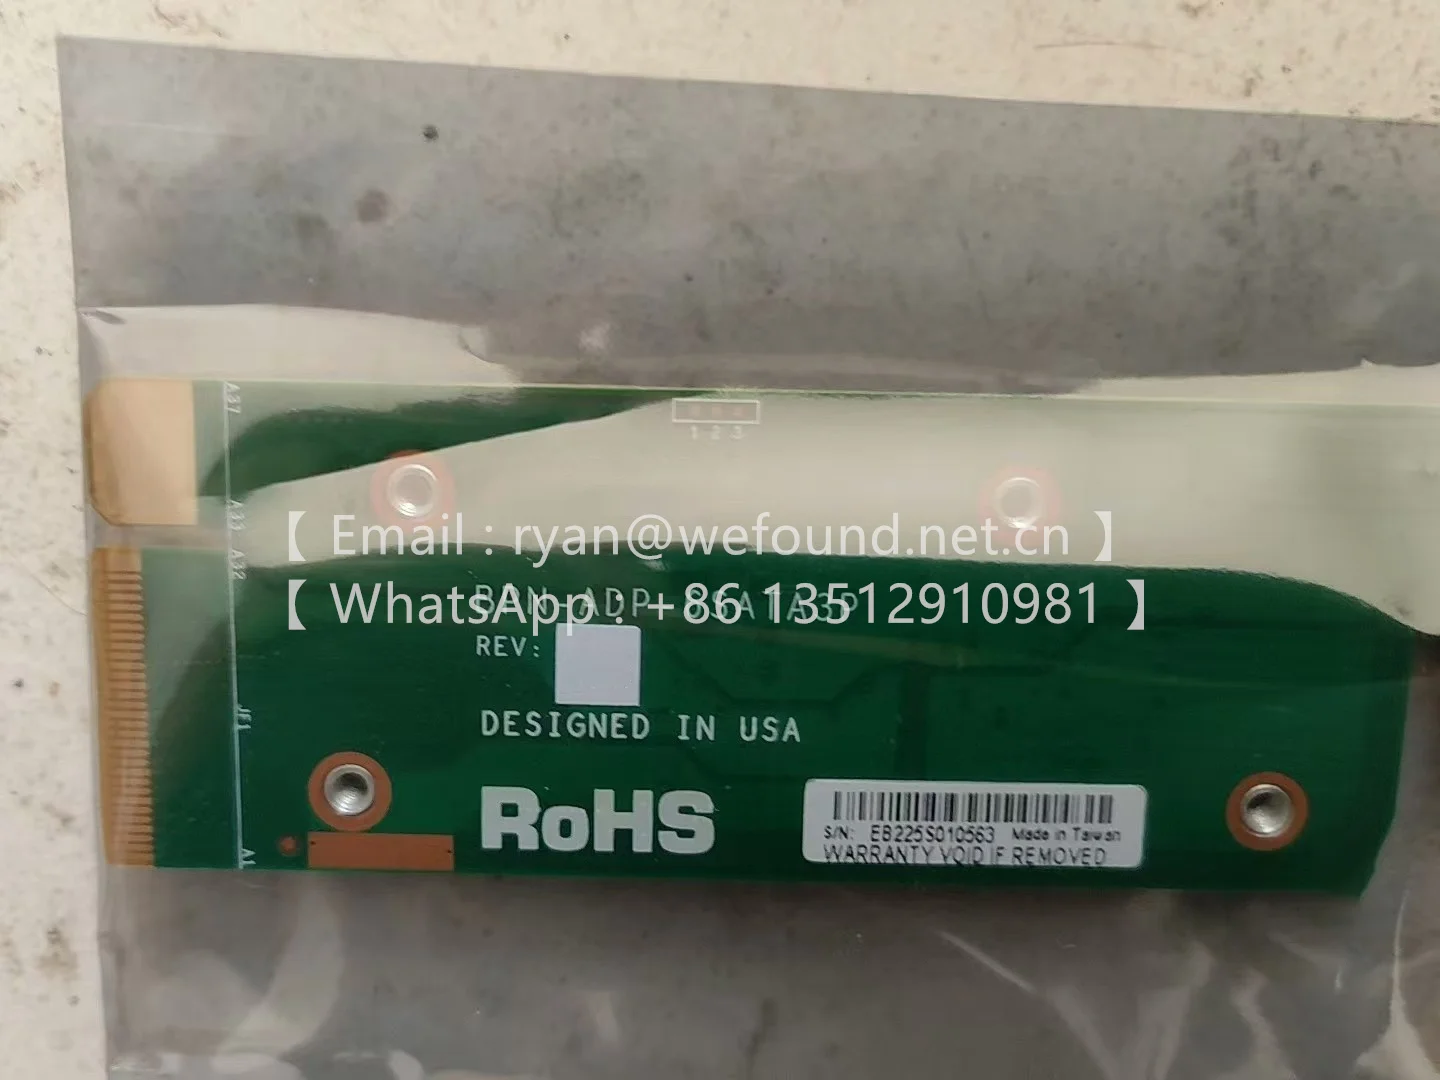 A37
1 2 3
A33 A32
【 Email : ryan@wefound.net.cn 】
【 WhatsApp : +86 13512910981 】
REV:
JF1
DESIGNED IN USA
RoHS
S/N: EB225S010563 Made in Taiwan
WARRANTY VOID IF REMOVED
A1